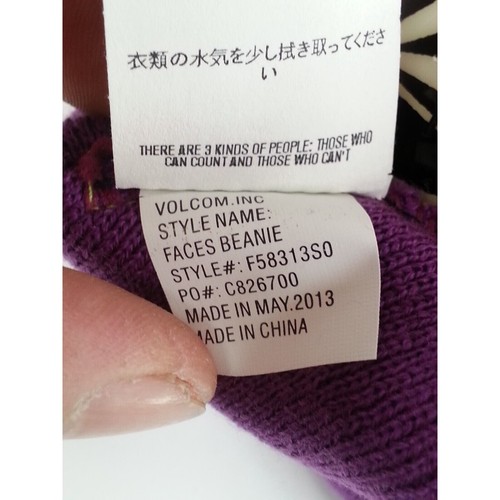 衣類の水気を少し拭き取ってくださ
い
THERE ARE 3 KINDS OF PEOPLE: THOSE WHO
CAN COUNT AND THOSE WHO CAN'T
VOLCOM.INC
STYLE NAME:
FACES BEANIE
STYLE#: F58313S0
PO#: C826700
MADE IN MAY.2013
MADE IN CHINA